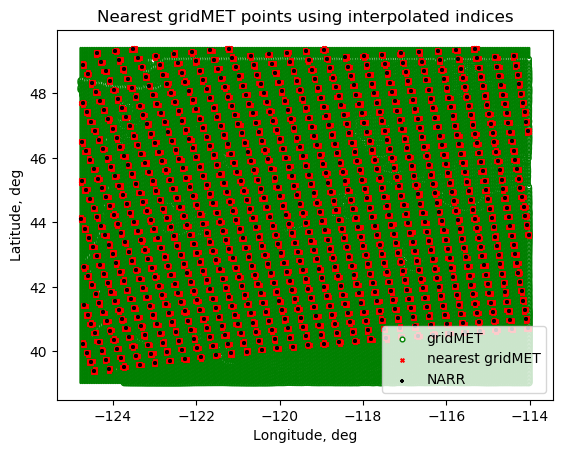 Nearest gridMET points using interpolated indices
48
46
44
42
40
Latitude, deg
gridMET
nearest gridMET
NARR
−124
−122
−120
−118
−116
−114
Longitude, deg